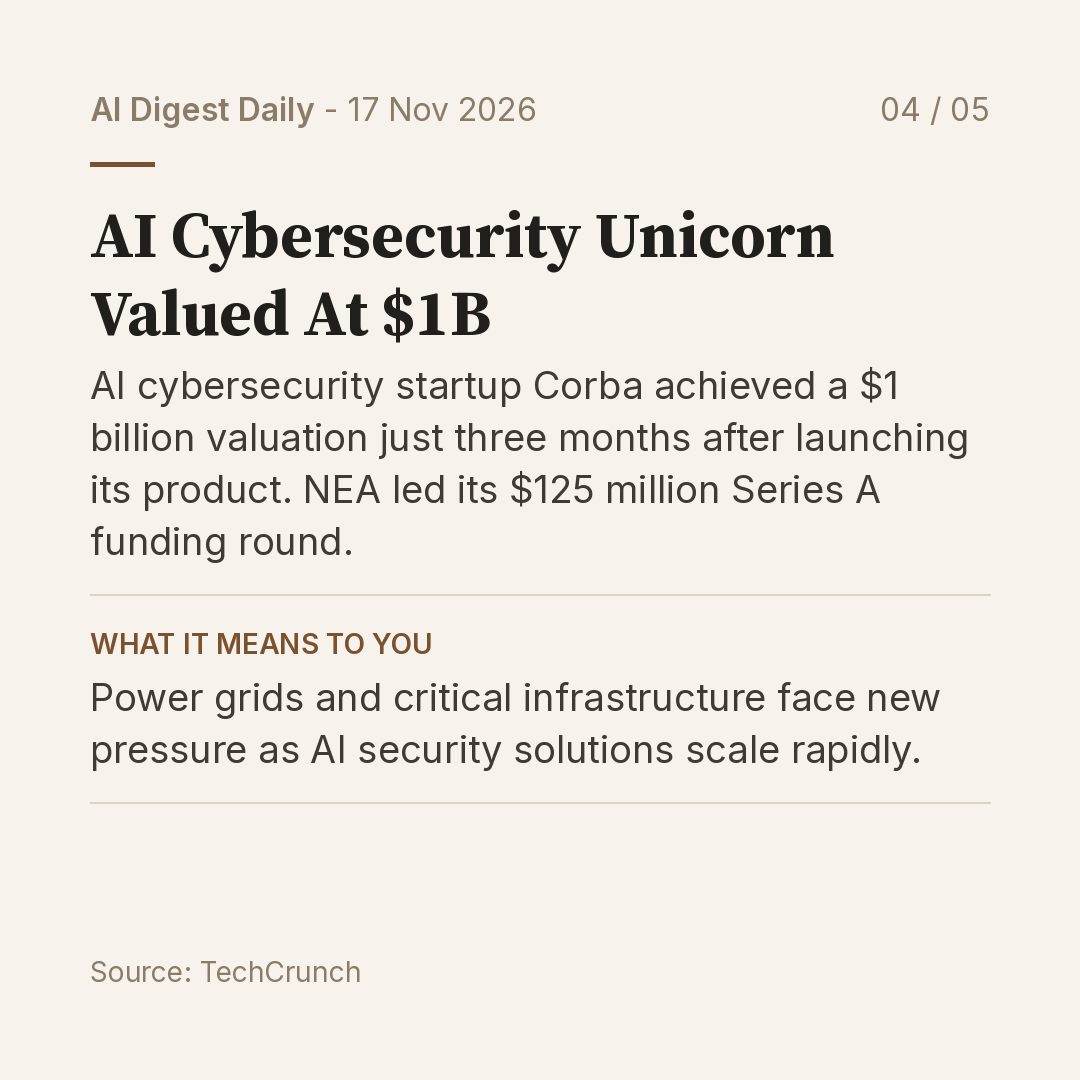 AI Digest Daily - 17 Nov 2026
04 / 05
AI Cybersecurity Unicorn
Valued At $1B
AI cybersecurity startup Corba achieved a $1
billion valuation just three months after launching
its product. NEA led its $125 million Series A
funding round.
WHAT IT MEANS TO YOU
Power grids and critical infrastructure face new
pressure as AI security solutions scale rapidly.
Source: TechCrunch